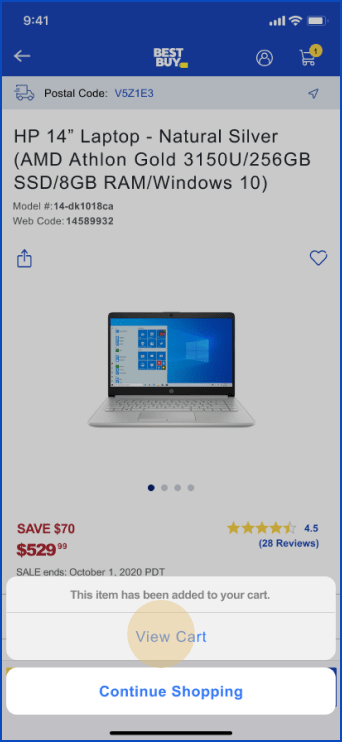 9:41
BEST
BUY
1
Postal Code: V5Z1E3
HP 14” Laptop - Natural Silver
(AMD Athlon Gold 3150U/256GB
SSD/8GB RAM/Windows 10)
Model #:14-dk1018ca
Web Code:14589932
SAVE $70
4.5
$529 99
(28 Reviews)
SALE ends: October 1, 2020 PDT
This item has been added to your cart.
View Cart
Continue Shopping